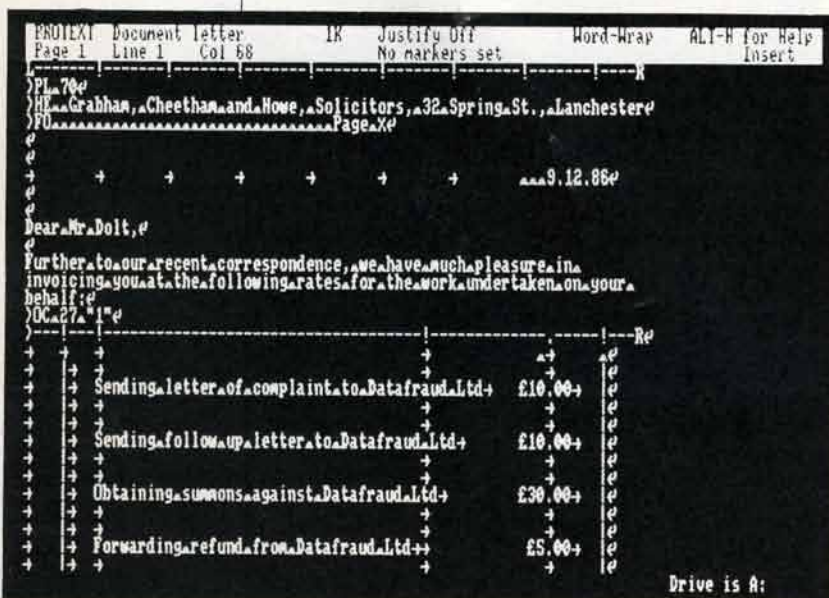 PROTEXT Document letter 1K Justify Off Word-Wrap ALT-H for Help
Page 1 Line 1 Col 68 No markers set Insert
L R
>PL 70
>HE Grabham, Cheetham and Howe, Solicitors, 32 Spring St., Lanchester
>FO Page X
9.12.86
Dear Mr Dolt,
Further to our recent correspondence, we have much pleasure in
invoicing you at the following rates for the work undertaken on your
behalf:
>OC 27 "1"
> R
Sending letter of complaint to Datafraud Ltd £10.00
Sending follow up letter to Datafraud Ltd £10.00
Obtaining summons against Datafraud Ltd £30.00
Forwarding refund from Datafraud Ltd £5.00
Drive is A: